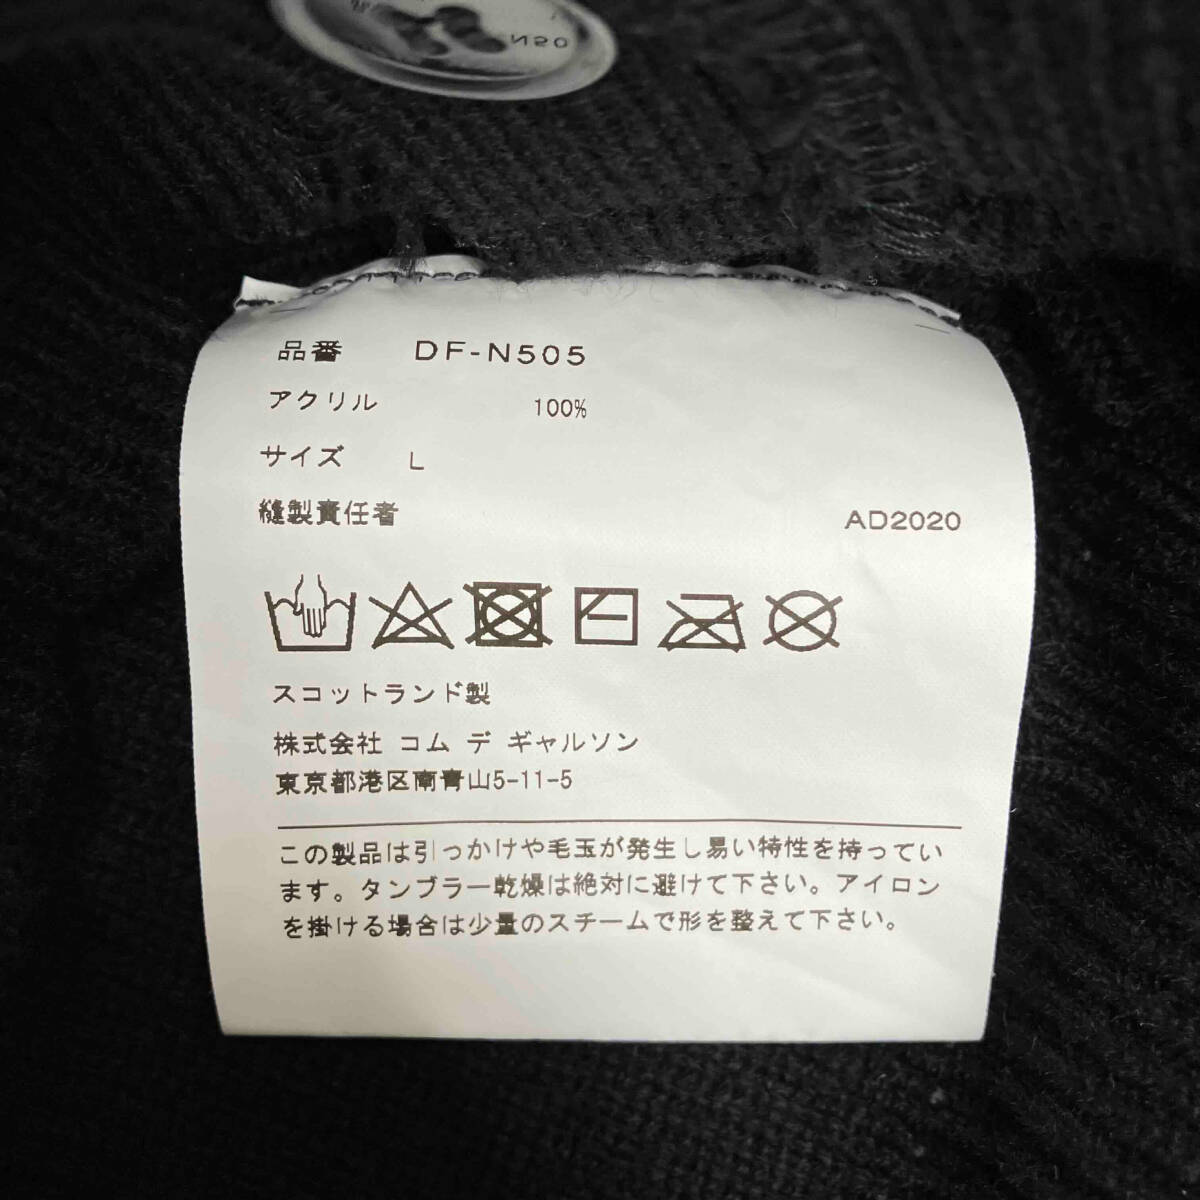 品番 DF-N505
アクリル 100%
サイズ L
縫製責任者 AD2020
スコットランド製
株式会社 コム デ ギャルソン
東京都港区南青山5-11-5
この製品は引っかけや毛玉が発生し易い特性を持ってい
ます。タンブラー乾燥は絶対に避けて下さい。アイロン
を掛ける場合は少量のスチームで形を整えて下さい。